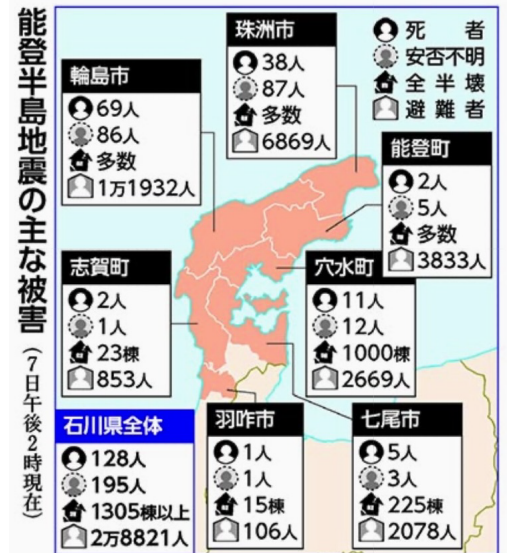 能登半島地震の主な被害(7日午後2時現在)
死者
安否不明
全半壊
避難者
珠洲市
38人
87人
多数
6869人
輪島市
69人
86人
多数
1万1932人
能登町
2人
5人
多数
3833人
志賀町
2人
1人
23棟
853人
穴水町
11人
12人
1000棟
2669人
石川県全体
128人
195人
1305棟以上
2万8821人
羽咋市
1人
1人
15棟
106人
七尾市
5人
3人
225棟
2078人